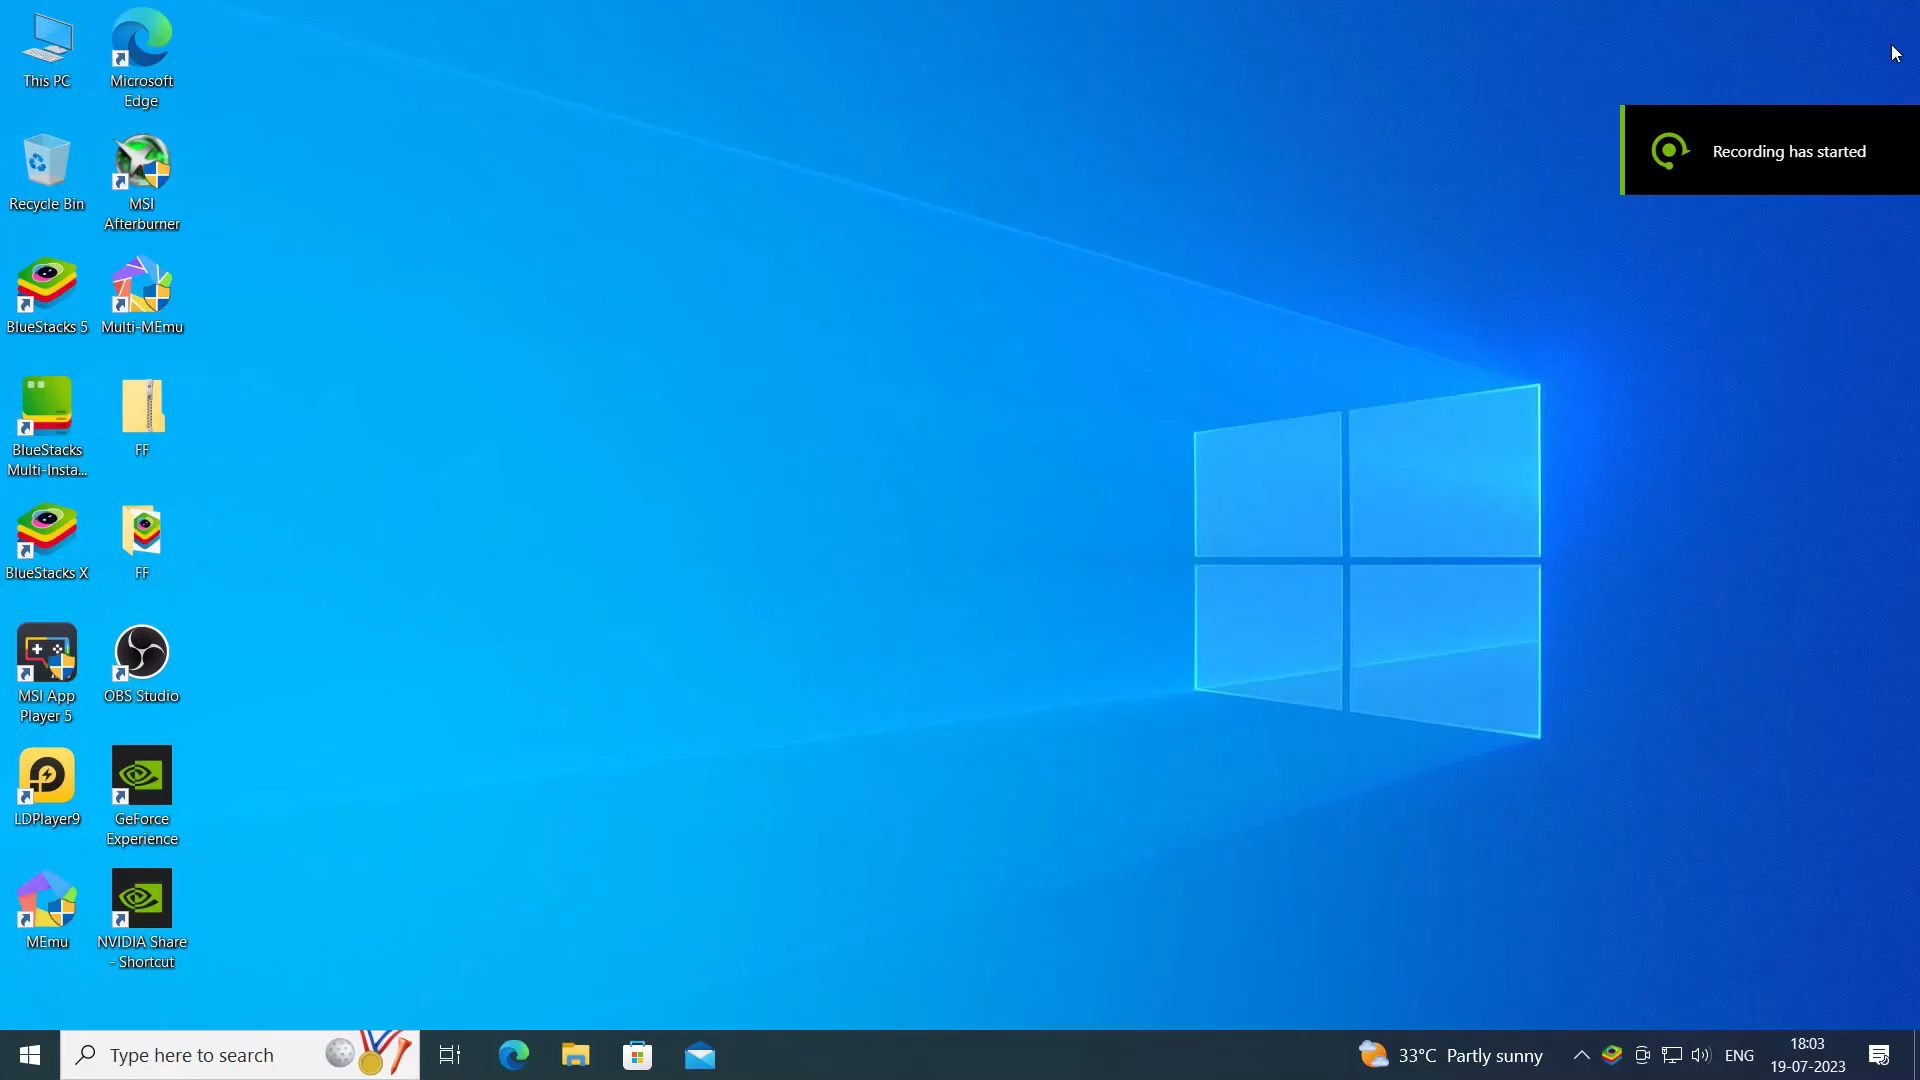 This PC
Microsoft
Edge
Recording has started
Recycle Bin
MSI
Afterburner
BlueStacks 5
Multi-MEmu
BlueStacks
Multi-Insta...
FF
BlueStacks X
FF
MSI App
Player 5
OBS Studio
LDPlayer9
GeForce
Experience
MEmu
NVIDIA Share
- Shortcut
Type here to search
33°C Partly sunny
ENG
18:03
19-07-2023